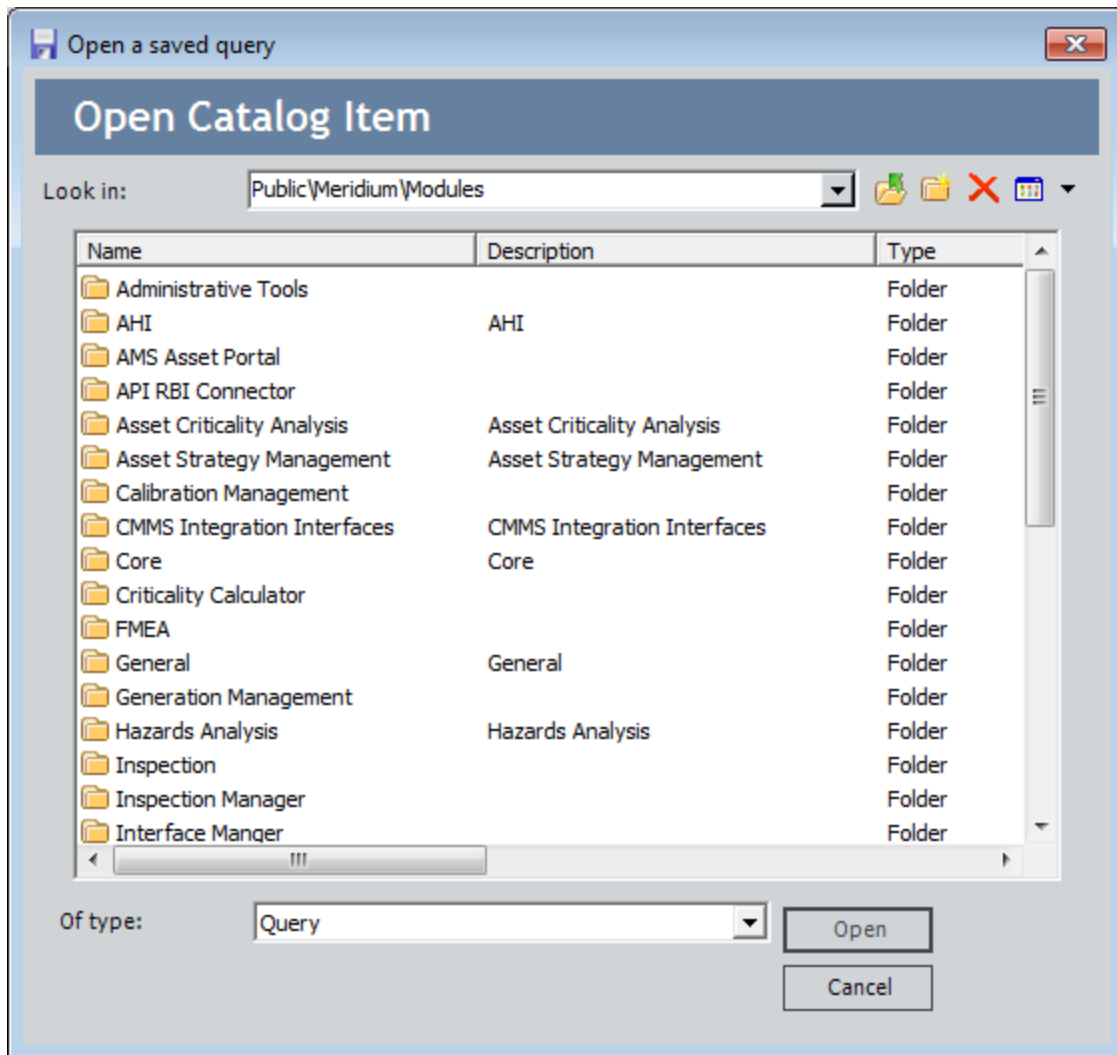 Open a saved query
Open Catalog Item
Look in: Public\Meridium\Modules
Name Description Type
Administrative Tools Folder
AHI AHI Folder
AMS Asset Portal Folder
API RBI Connector Folder
Asset Criticality Analysis Asset Criticality Analysis Folder
Asset Strategy Management Asset Strategy Management Folder
Calibration Management Folder
CMMS Integration Interfaces CMMS Integration Interfaces Folder
Core Core Folder
Criticality Calculator Folder
FMEA Folder
General General Folder
Generation Management Folder
Hazards Analysis Hazards Analysis Folder
Inspection Folder
Inspection Manager Folder
Interface Manger Folder
Of type: Query Open
Cancel